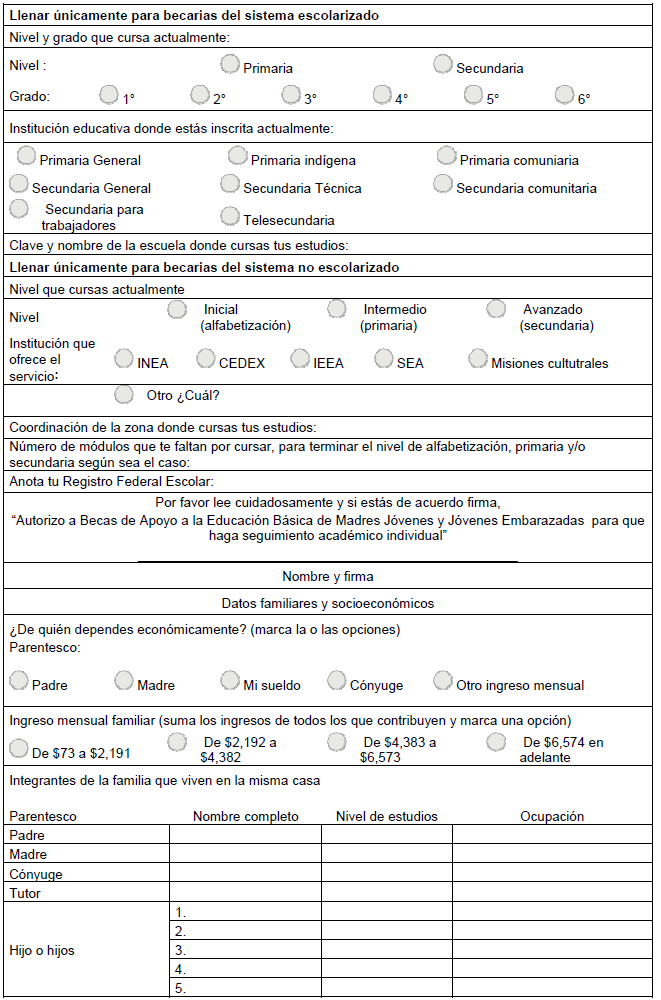 Llenar únicamente para becarias del sistema escolarizado
Nivel y grado que cursa actualmente:
Nivel : Primaria Secundaria
Grado: 1° 2° 3° 4° 5° 6°
Institución educativa donde estás inscrita actualmente:
Primaria General Primaria indígena Primaria comuniaria
Secundaria General Secundaria Técnica Secundaria comunitaria
Secundaria para
trabajadores Telesecundaria
Clave y nombre de la escuela donde cursas tus estudios:
Llenar únicamente para becarias del sistema no escolarizado
Nivel que cursas actualmente
Nivel Inicial Intermedio Avanzado
(alfabetización) (primaria) (secundaria)
Institución que
ofrece el
servicio: INEA CEDEX IEEA SEA Misiones cultutrales
Otro ¿Cuál?
Coordinación de la zona donde cursas tus estudios:
Número de módulos que te faltan por cursar, para terminar el nivel de alfabetización, primaria y/o
secundaria según sea el caso:
Anota tu Registro Federal Escolar:
Por favor lee cuidadosamente y si estás de acuerdo firma,
“Autorizo a Becas de Apoyo a la Educación Básica de Madres Jóvenes y Jóvenes Embarazadas para que
haga seguimiento académico individual”
Nombre y firma
Datos familiares y socioeconómicos
¿De quién dependes económicamente? (marca la o las opciones)
Parentesco:
Padre Madre Mi sueldo Cónyuge Otro ingreso mensual
Ingreso mensual familiar (suma los ingresos de todos los que contribuyen y marca una opción)
De $73 a $2,191 De $2,192 a De $4,383 a De $6,574 en
$4,382 $6,573 adelante
Integrantes de la familia que viven en la misma casa
Parentesco Nombre completo Nivel de estudios Ocupación
Padre
Madre
Cónyuge
Tutor
Hijo o hijos
1.
2.
3.
4.
5.